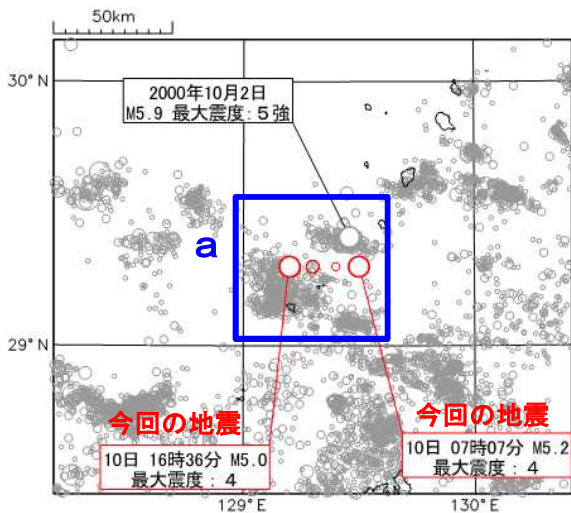 50km
30°N
2000年10月2日
M5.9 最大震度:5強
a
29°N
今回の地震
10日 16時36分 M5.0
最大震度:4
今回の地震
10日 07時07分 M5.2
最大震度:4
129°E
130°E